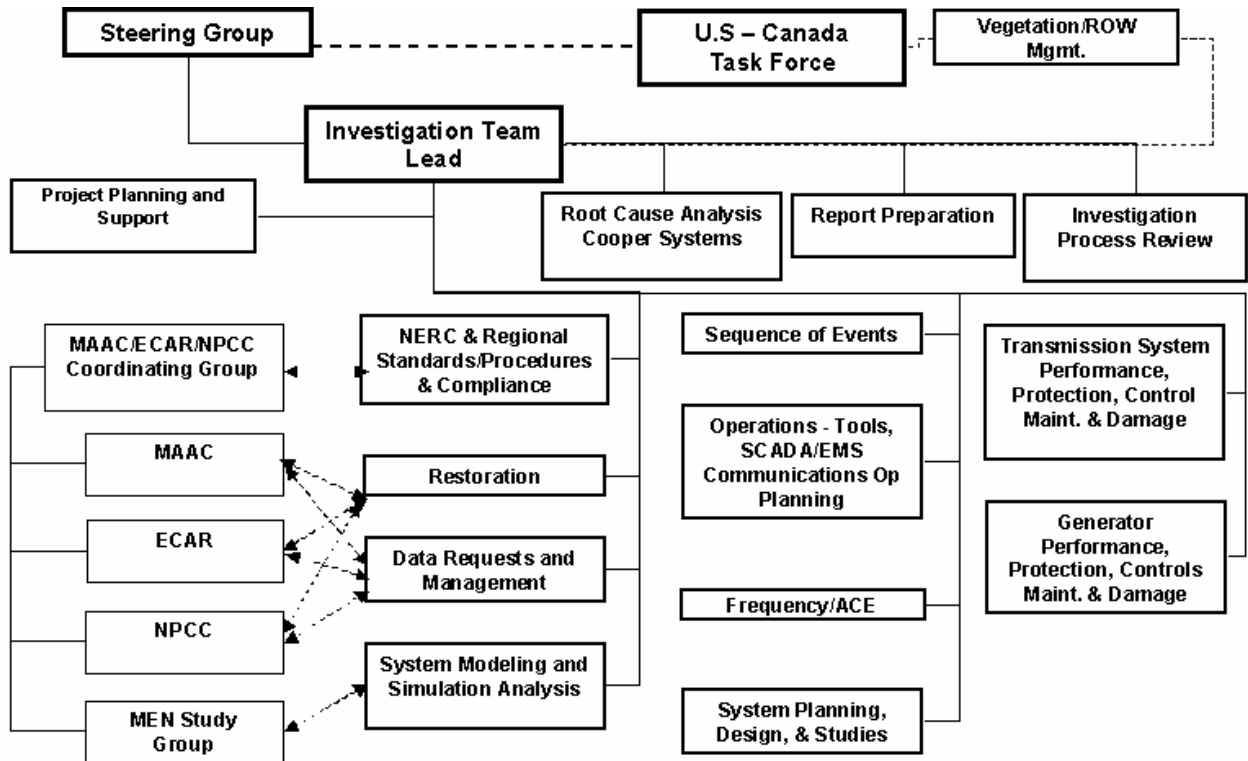 Steering Group
U.S – Canada
Task Force
Vegetation/ROW
Mgmt.
Investigation Team
Lead
Project Planning and
Support
Root Cause Analysis
Cooper Systems
Report Preparation
Investigation
Process Review
MAAC/ECAR/NPCC
Coordinating Group
MAAC
ECAR
NPCC
MEN Study
Group
NERC & Regional
Standards/Procedures
& Compliance
Restoration
Data Requests and
Management
System Modeling and
Simulation Analysis
Sequence of Events
Operations - Tools,
SCADA/EMS
Communications Op
Planning
Frequency/ACE
System Planning,
Design, & Studies
Transmission System
Performance,
Protection, Control
Maint. & Damage
Generator
Performance,
Protection, Controls
Maint. & Damage